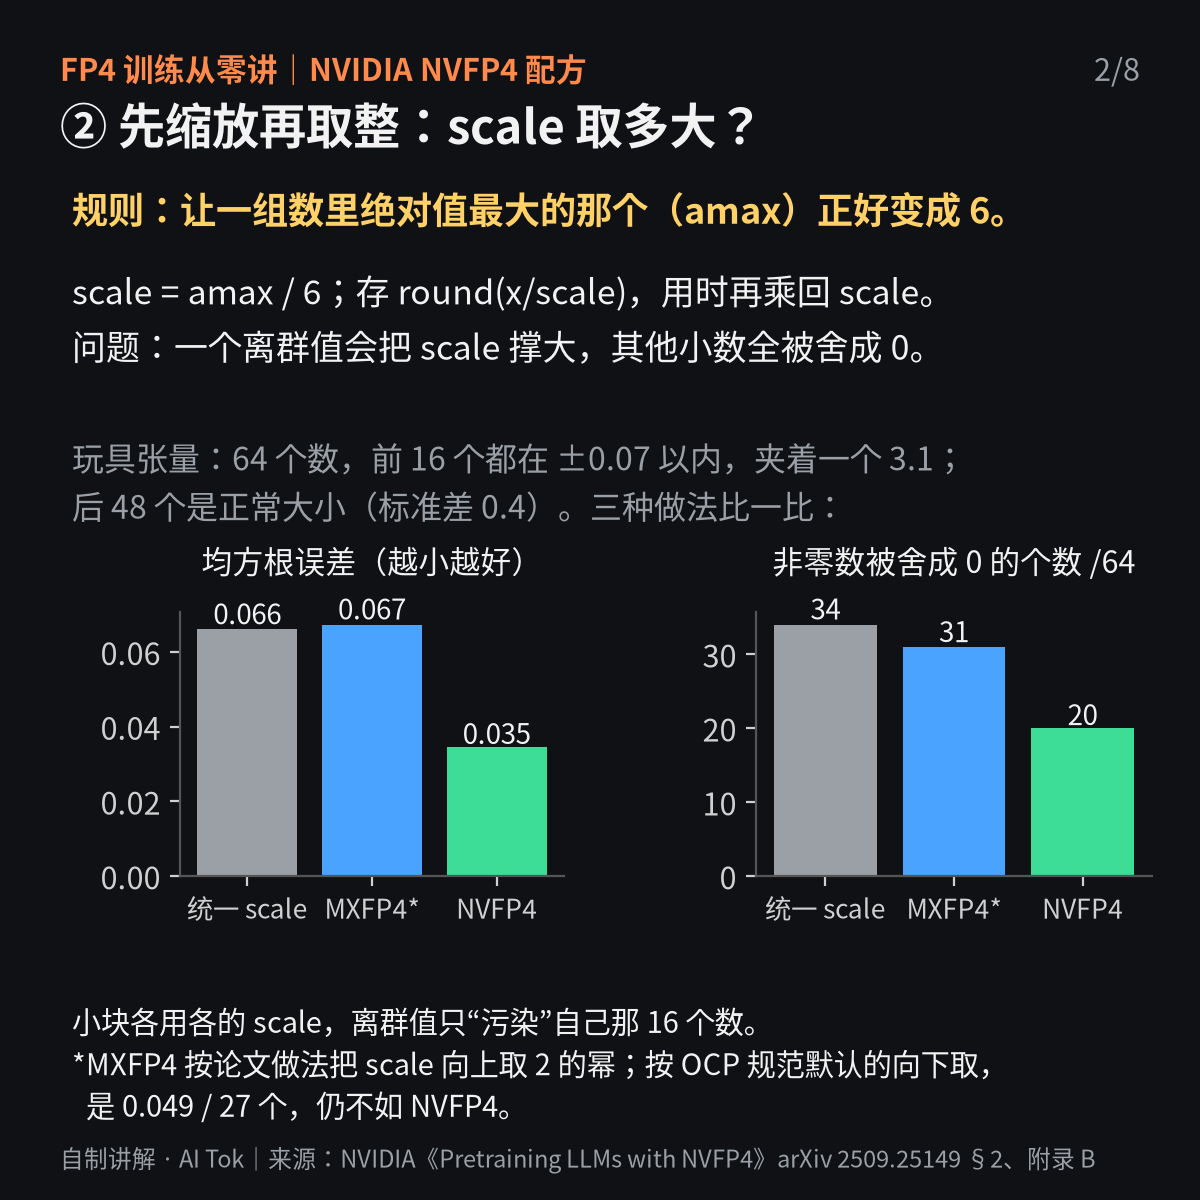 FP4 训练从零讲｜NVIDIA NVFP4 配方
2/8
② 先缩放再取整：scale 取多大？
规则：让一组数里绝对值最大的那个（amax）正好变成 6。
scale = amax / 6；存 round(x/scale)，用时再乘回 scale。
问题：一个离群值会把 scale 撑大，其他小数全被舍成 0。
玩具张量：64 个数，前 16 个都在 ±0.07 以内，夹着一个 3.1；
后 48 个是正常大小（标准差 0.4）。三种做法比一比：
均方根误差（越小越好）
0.066
0.067
0.035
0.06
0.04
0.02
0.00
统一 scale
MXFP4*
NVFP4
非零数被舍成 0 的个数 /64
34
31
20
30
20
10
0
统一 scale
MXFP4*
NVFP4
小块各用各的 scale，离群值只“污染”自己那 16 个数。
*MXFP4 按论文做法把 scale 向上取 2 的幂；按 OCP 规范默认的向下取，
是 0.049 / 27 个，仍不如 NVFP4。
自制讲解 · AI Tok｜来源：NVIDIA《Pretraining LLMs with NVFP4》arXiv 2509.25149 §2、附录 B